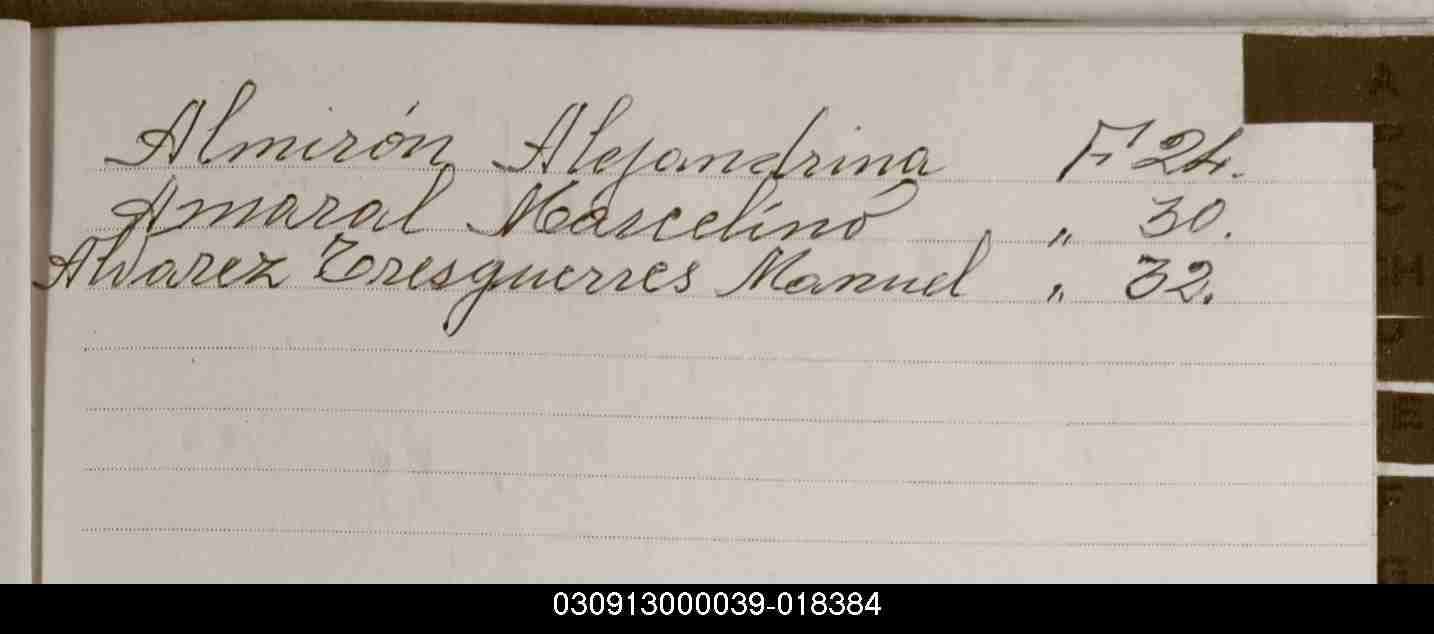 Almirón Alejandrina F 24.
Amaral Marcelino „ 30.
Alvarez Tresguerres Manuel „ 32.
A
C
H
E
F
030913000039-018384